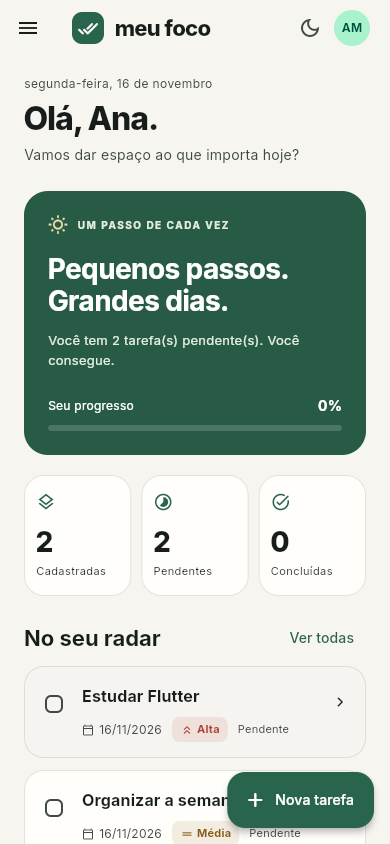 meu foco
AM
segunda-feira, 16 de novembro
Olá, Ana.
Vamos dar espaço ao que importa hoje?
UM PASSO DE CADA VEZ
Pequenos passos.
Grandes dias.
Você tem 2 tarefa(s) pendente(s). Você
consegue.
Seu progresso 0%
2 2 0
Cadastradas Pendentes Concluídas
No seu radar Ver todas
Estudar Flutter
16/11/2026 Alta Pendente
Organizar a
Nova tarefa
16/11/2026 Média Pendente